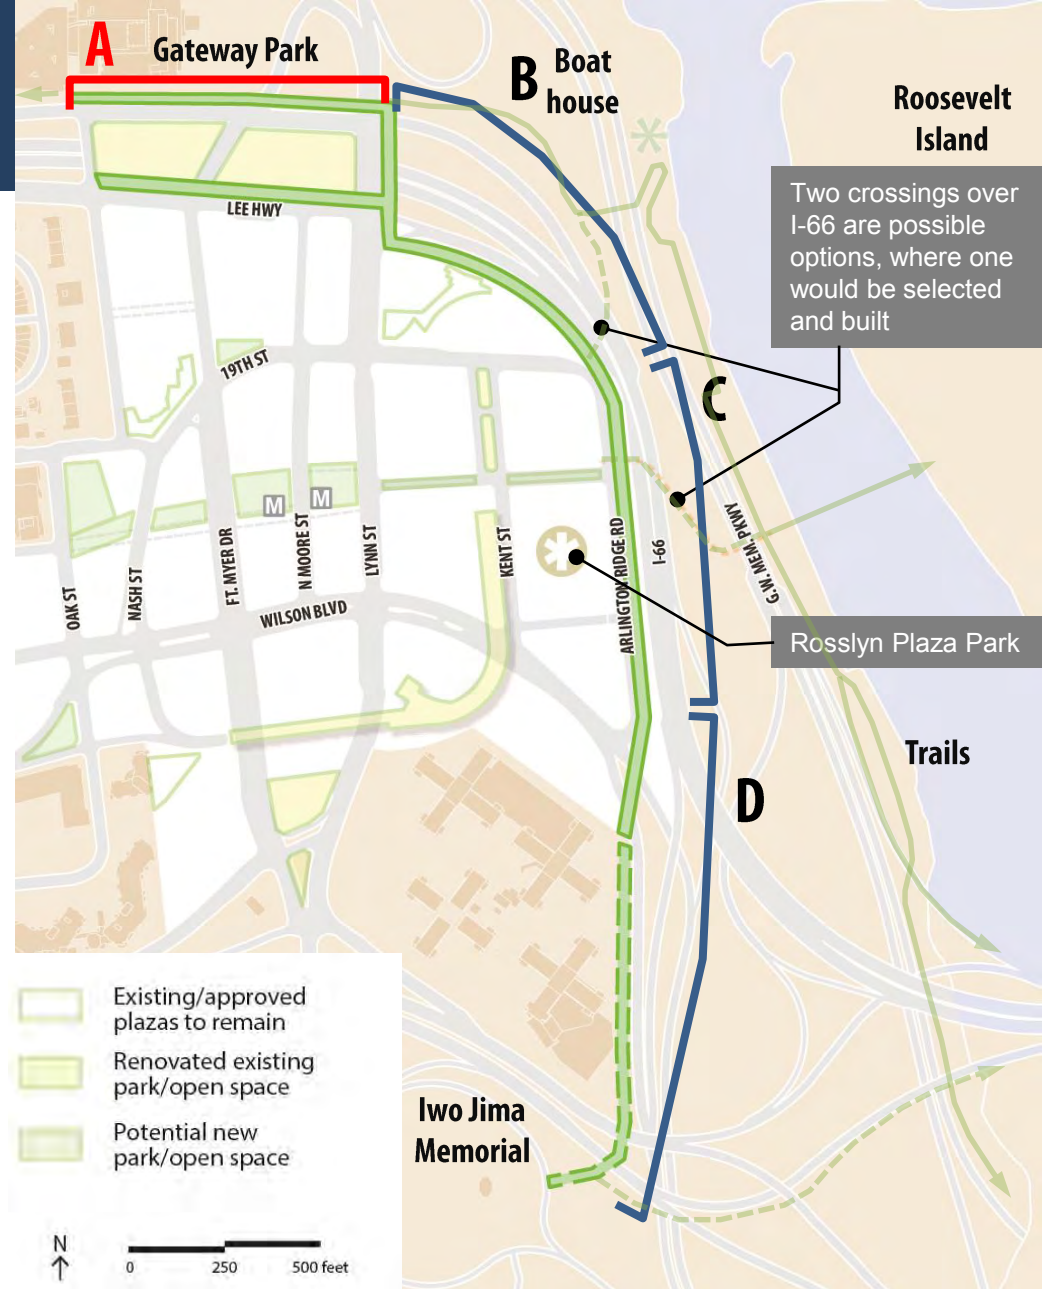 A
Gateway Park
B
Boat
house
Roosevelt
Island
Two crossings over
I-66 are possible
options, where one
would be selected
and built
LEE HWY
19TH ST
C
M
M
OAK ST
NASH ST
FT. MYER DR
N MOORE ST
LYNN ST
KENT ST
ARLINGTON RIDGE RD
I-66
G.W. MEM. PKWY
WILSON BLVD
Rosslyn Plaza Park
Trails
D
Existing/approved
plazas to remain
Renovated existing
park/open space
Potential new
park/open space
Iwo Jima
Memorial
N
0 250 500 feet